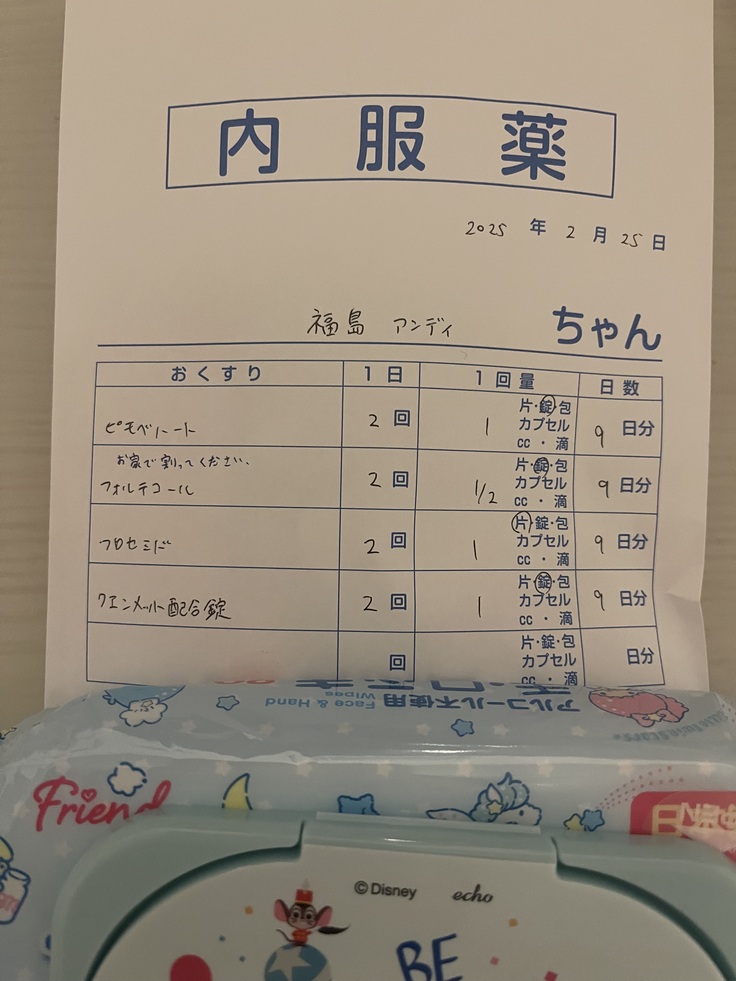 内服薬
2025年2月25日
福島 アンディ ちゃん
おくすり 1日 1回量 日数
ピモベハート 2回 1 片・錠・包 カプセル cc・滴 9日分
お家で割ってください。
フォルテコール 2回 1/2 片・錠・包 カプセル cc・滴 9日分
フロセミド 2回 1 片・錠・包 カプセル cc・滴 9日分
クエンメット配合錠 2回 1 片・錠・包 カプセル cc・滴 9日分
回 片・錠・包 カプセル cc・滴 日分
アルコール不使用
Face & Hand
Wipes
Friend
©Disney echo
BE